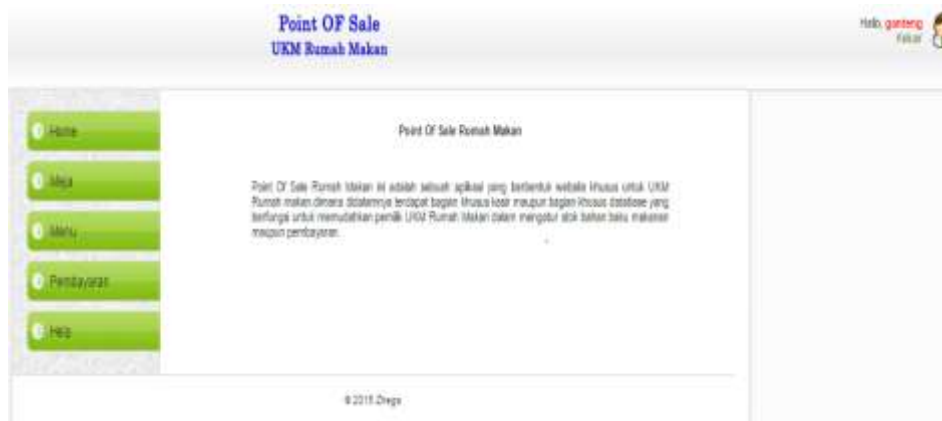 Point OF Sale
UKM Rumah Makan
Hallo, ganteng
Keluar
Home
Meja
Menu
Pembayaran
Help
Point Of Sale Rumah Makan
Point Of Sale Rumah Makan ini adalah sebuah aplikasi yang berbentuk website khusus untuk UKM
Rumah makan dimana didalamnya terdapat bagian khusus kasir maupun bagian khusus database yang
berfungsi untuk memudahkan pemilik UKM Rumah Makan dalam mengatur stok bahan baku makanan
maupun pembayaran.
© 2015